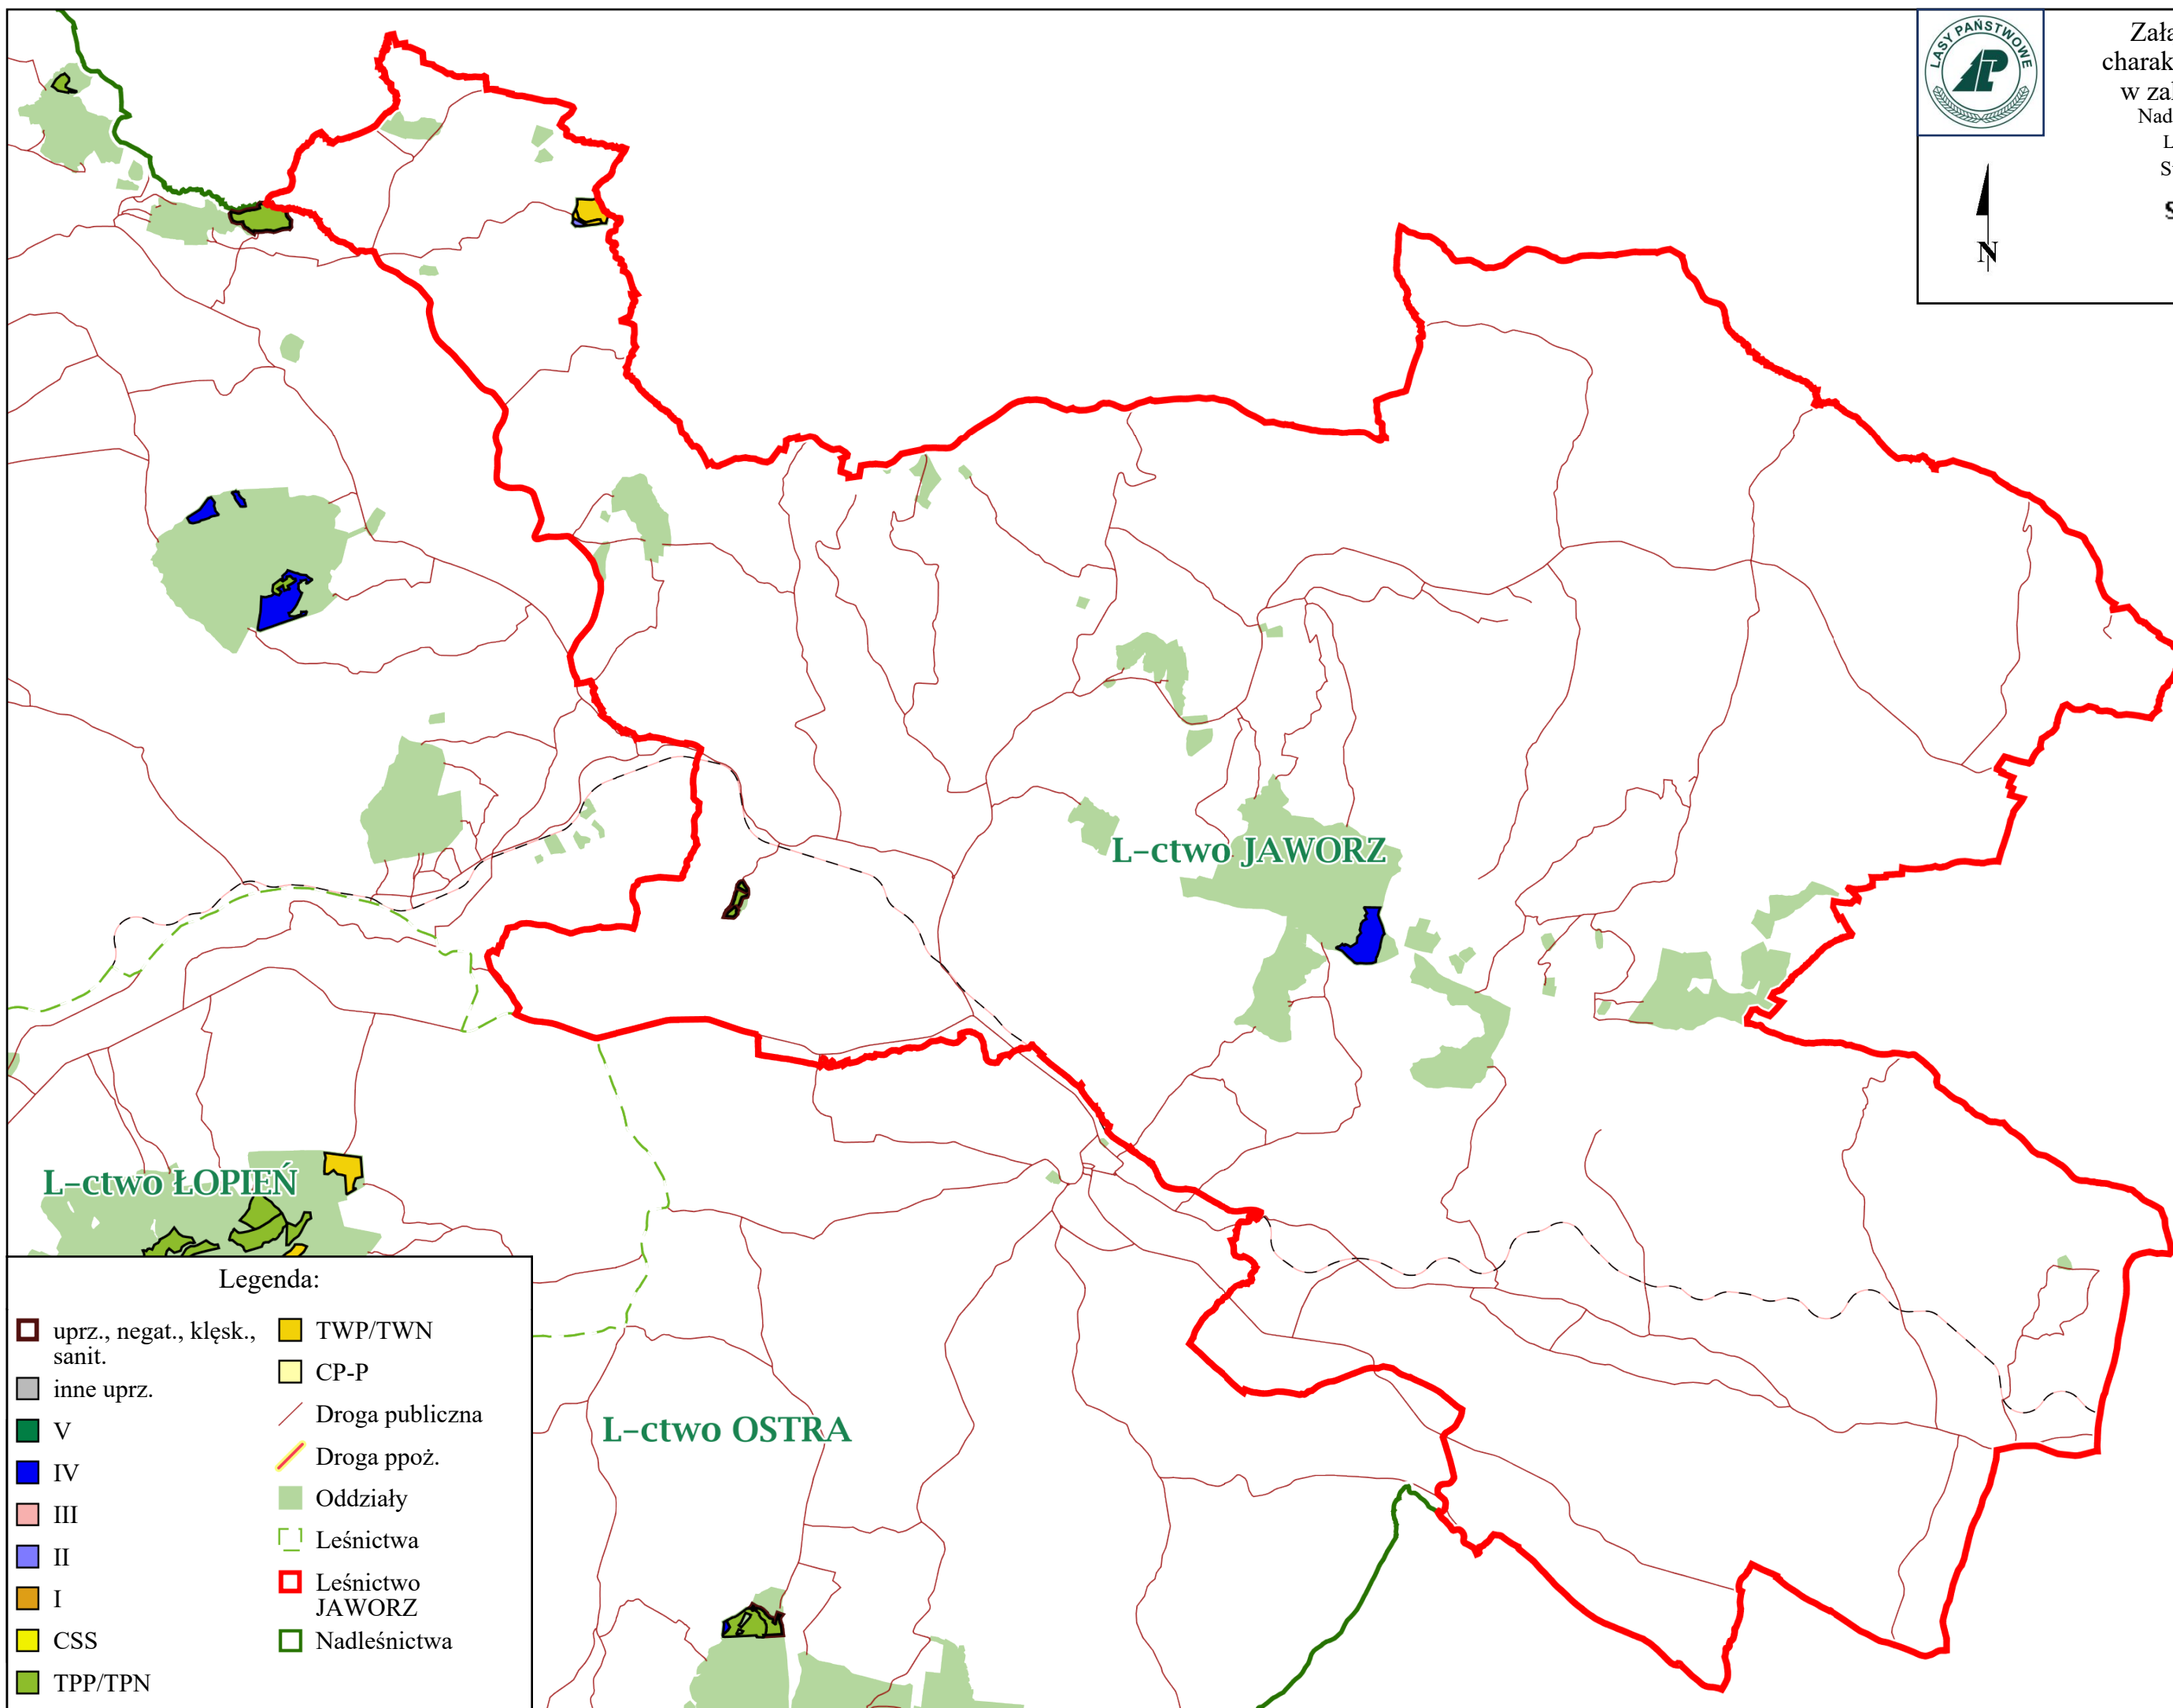 LASY PAŃSTWOWE
N
L-ctwo JAWORZ
L-ctwo ŁOPIEŃ
L-ctwo OSTRA
Legenda:
uprz., negat., klęsk.,
sanit.
inne uprz.
V
IV
III
II
I
CSS
TPP/TPN
TWP/TWN
CP-P
Droga publiczna
Droga ppoż.
Oddziały
Leśnictwa
Leśnictwo
JAWORZ
Nadleśnictwa